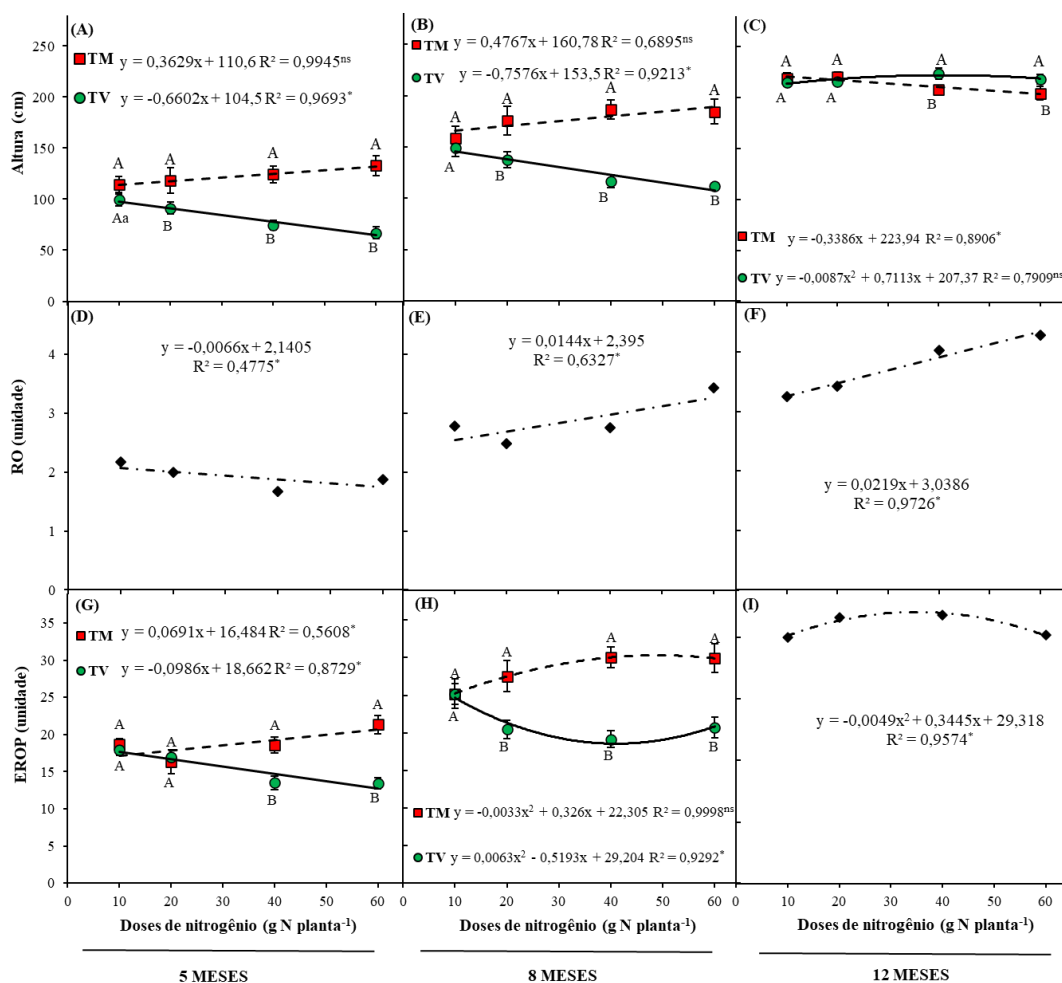 (A)
TM y = 0,3629x + 110,6 R² = 0,9945ns
TV y = -0,6602x + 104,5 R² = 0,9693*
A A A A
Aa B B B
Altura (cm)
250
200
150
100
50
0
(B)
TM y = 0,4767x + 160,78 R² = 0,6895ns
TV y = -0,7576x + 153,5 R² = 0,9213*
A A A A
A B B B
(C)
A A A A
A A B B
TM y = -0,3386x + 223,94 R² = 0,8906*
TV y = -0,0087x² + 0,7113x + 207,37 R² = 0,7909ns
(D)
y = -0,0066x + 2,1405
R² = 0,4775*
RO (unidade)
4
3
2
1
0
(E)
y = 0,0144x + 2,395
R² = 0,6327*
(F)
y = 0,0219x + 3,0386
R² = 0,9726*
(G)
TM y = 0,0691x + 16,484 R² = 0,5608*
TV y = -0,0986x + 18,662 R² = 0,8729*
A A A A
A A B B
EROP (unidade)
35
30
25
20
15
10
5
0
(H)
A A A A
A B B B
TM y = -0,0033x² + 0,326x + 22,305 R² = 0,9998ns
TV y = 0,0063x² - 0,5193x + 29,204 R² = 0,9292*
(I)
y = -0,0049x² + 0,3445x + 29,318
R² = 0,9574*
0 10 20 30 40 50 60
0 10 20 30 40 50 60
0 10 20 30 40 50 60
Doses de nitrogênio (g N planta-1)
Doses de nitrogênio (g N planta-1)
Doses de nitrogênio (g N planta-1)
5 MESES
8 MESES
12 MESES